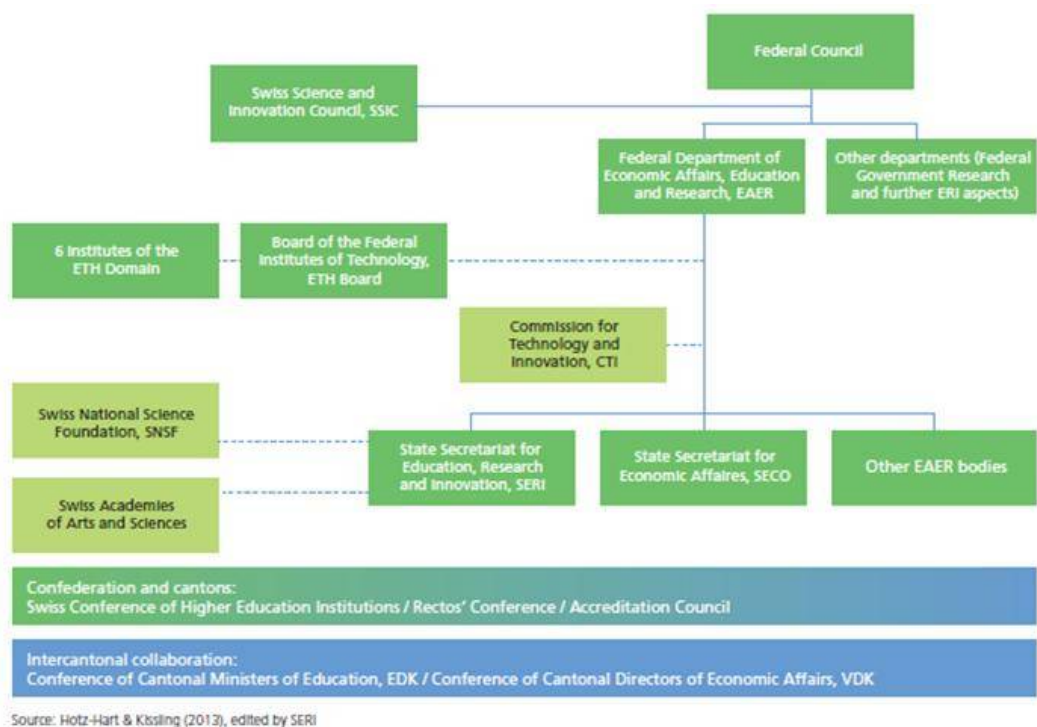 Federal Council
Swiss Science and
Innovation Council, SSIC
Federal Department of
Economic Affairs, Education
and Research, EAER
Other departments (Federal
Government Research
and further ERI aspects)
6 Institutes of the
ETH Domain
Board of the Federal
Institutes of Technology,
ETH Board
Commission for
Technology and
Innovation, CTI
Swiss National Science
Foundation, SNSF
State Secretariat for
Education, Research
and Innovation, SERI
State Secretariat for
Economic Affaires, SECO
Other EAER bodies
Swiss Academies
of Arts and Sciences
Confederation and cantons:
Swiss Conference of Higher Education Institutions / Rectos' Conference / Accreditation Council
Intercantonal collaboration:
Conference of Cantonal Ministers of Education, EDK / Conference of Cantonal Directors of Economic Affairs, VDK
Source: Hotz-Hart & Kissling (2013), edited by SERI